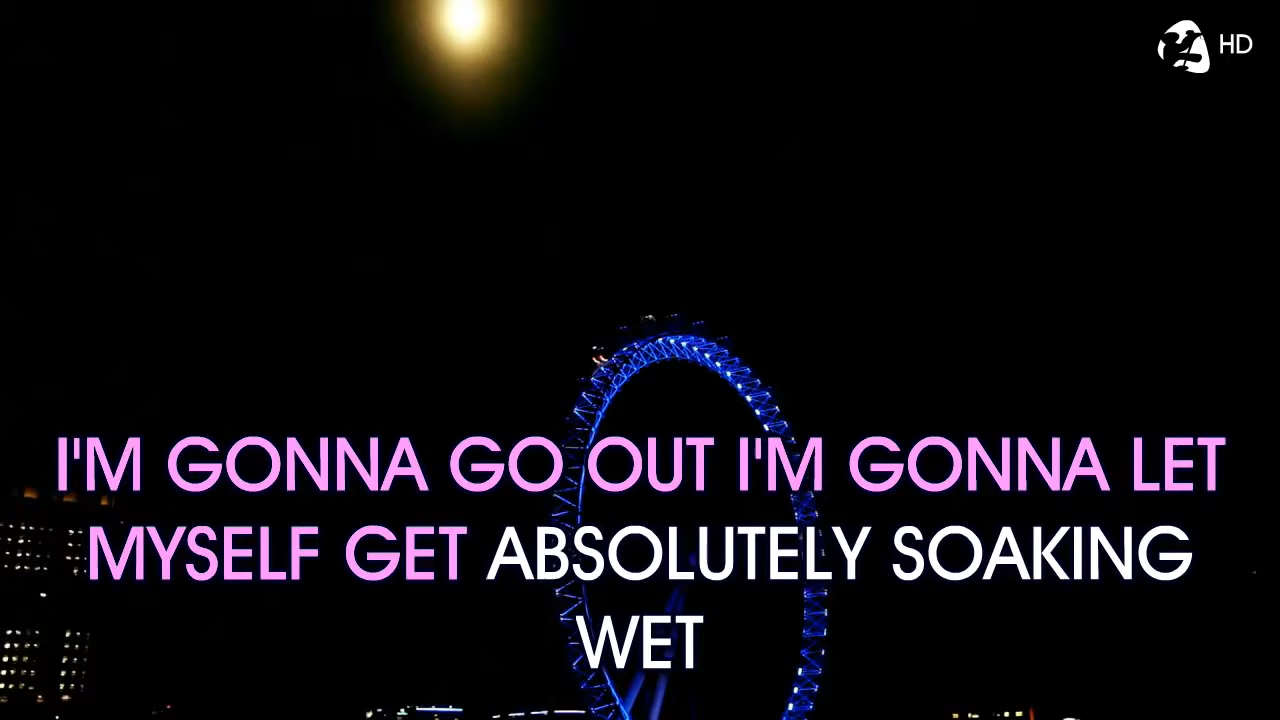 HD
I'M GONNA GO OUT I'M GONNA LET
MYSELF GET ABSOLUTELY SOAKING
WET